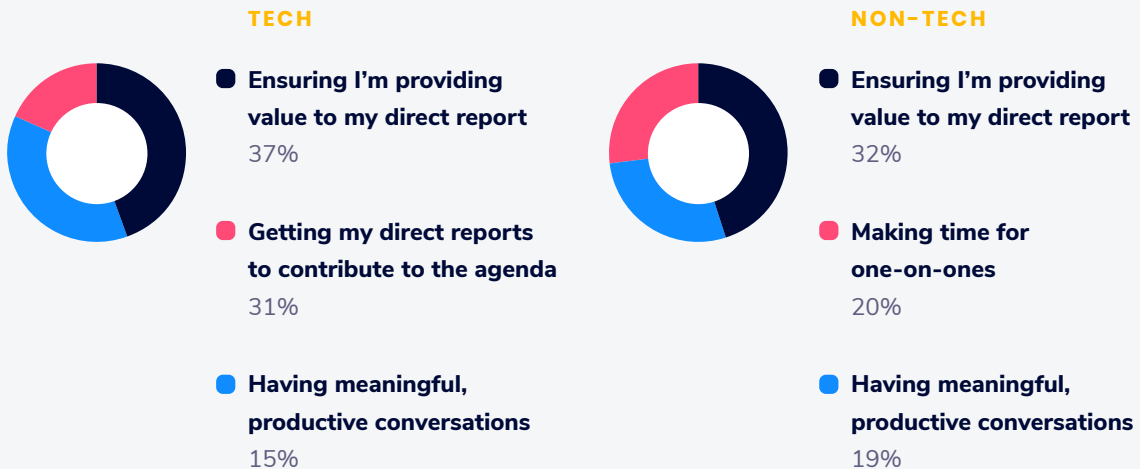 TECH
Ensuring I’m providing
value to my direct report
37%
Getting my direct reports
to contribute to the agenda
31%
Having meaningful,
productive conversations
15%
NON-TECH
Ensuring I’m providing
value to my direct report
32%
Making time for
one-on-ones
20%
Having meaningful,
productive conversations
19%